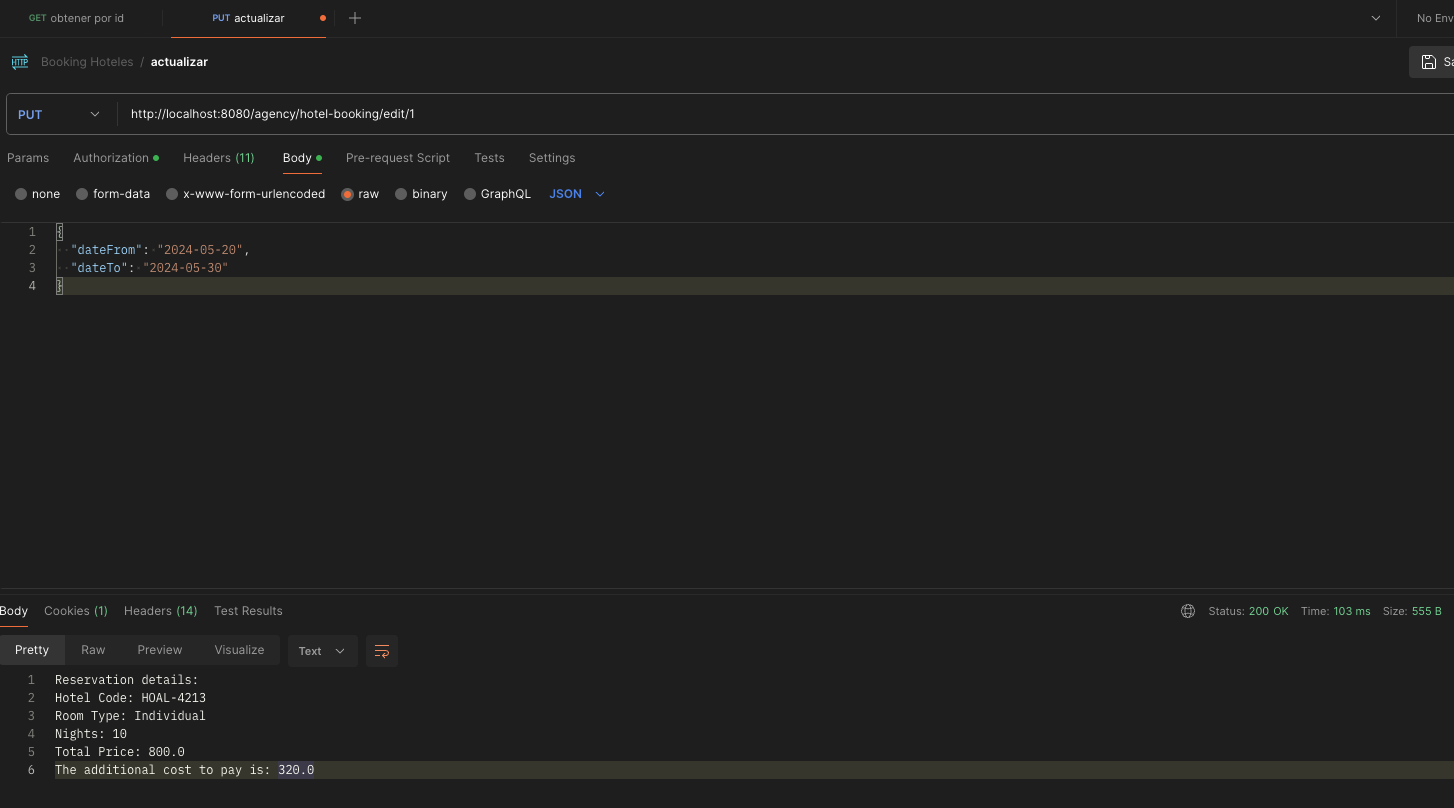 GET obtener por id
PUT actualizar
No Env
HTTP Booking Hoteles / actualizar
PUT http://localhost:8080/agency/hotel-booking/edit/1
Params Authorization Headers (11) Body Pre-request Script Tests Settings
none form-data x-www-form-urlencoded raw binary GraphQL JSON
1 {
2 "dateFrom": "2024-05-20",
3 "dateTo": "2024-05-30"
4 }
Body Cookies (1) Headers (14) Test Results Status: 200 OK Time: 103 ms Size: 555 B
Pretty Raw Preview Visualize Text
1 Reservation details:
2 Hotel Code: HOAL-4213
3 Room Type: Individual
4 Nights: 10
5 Total Price: 800.0
6 The additional cost to pay is: 320.0